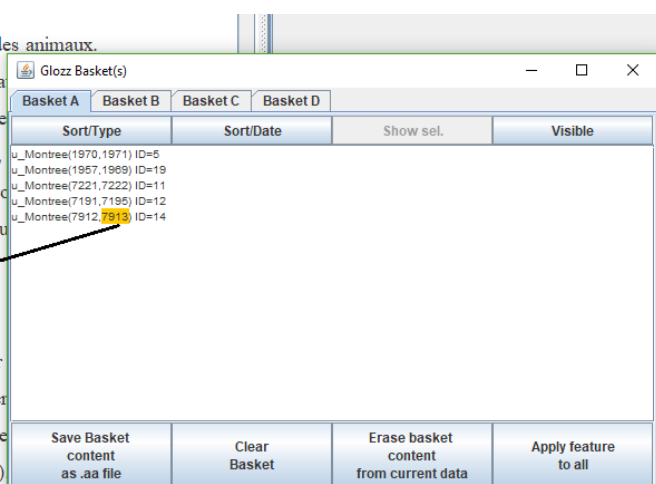 des animaux.
Glozz Basket(s)
Basket A Basket B Basket C Basket D
Sort/Type Sort/Date Show sel. Visible
u_Montree(1970,1971) ID=5
u_Montree(1957,1969) ID=19
u_Montree(7221,7222) ID=11
u_Montree(7191,7195) ID=12
u_Montree(7912,7913) ID=14
Save Basket
content
as .aa file
Clear
Basket
Erase basket
content
from current data
Apply feature
to all